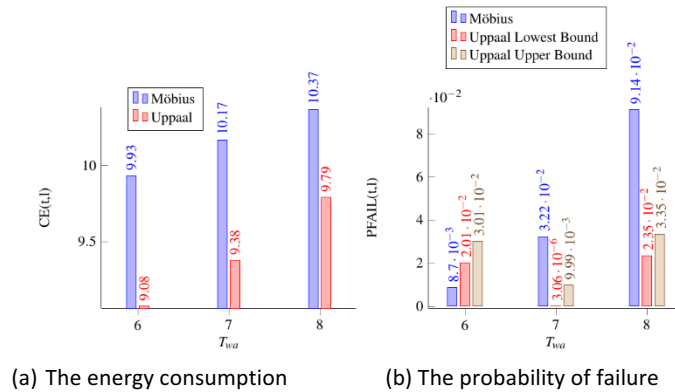 Möbius
Uppaal
CE(t,l)
10
9.5
9.93
9.08
10.17
9.38
10.37
9.79
6
7
8
T_wa
(a) The energy consumption
Möbius
Uppaal Lowest Bound
Uppaal Upper Bound
·10⁻²
PFAIL(t,l)
8
6
4
2
0
8.7 · 10⁻³
2.01 · 10⁻²
3.01 · 10⁻²
3.22 · 10⁻²
3.06 · 10⁻⁶
9.99 · 10⁻³
9.14 · 10⁻²
2.35 · 10⁻²
3.35 · 10⁻²
6
7
8
T_wa
(b) The probability of failure